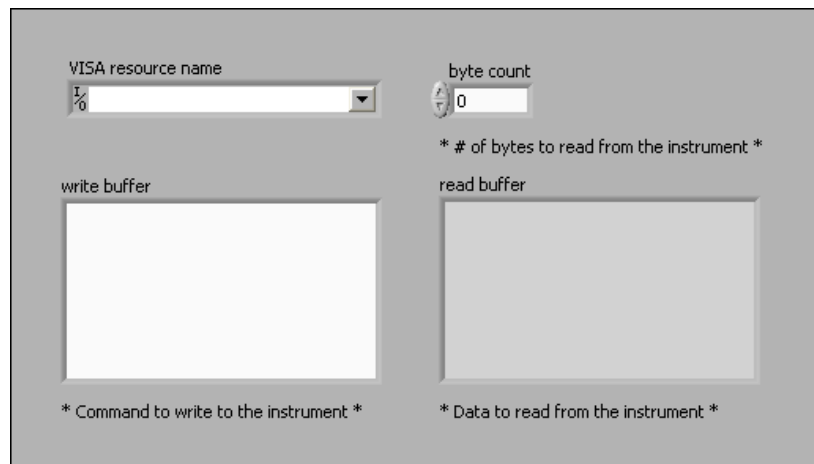 VISA resource name
I/O
byte count
0
* # of bytes to read from the instrument *
write buffer
read buffer
* Command to write to the instrument *
* Data to read from the instrument *